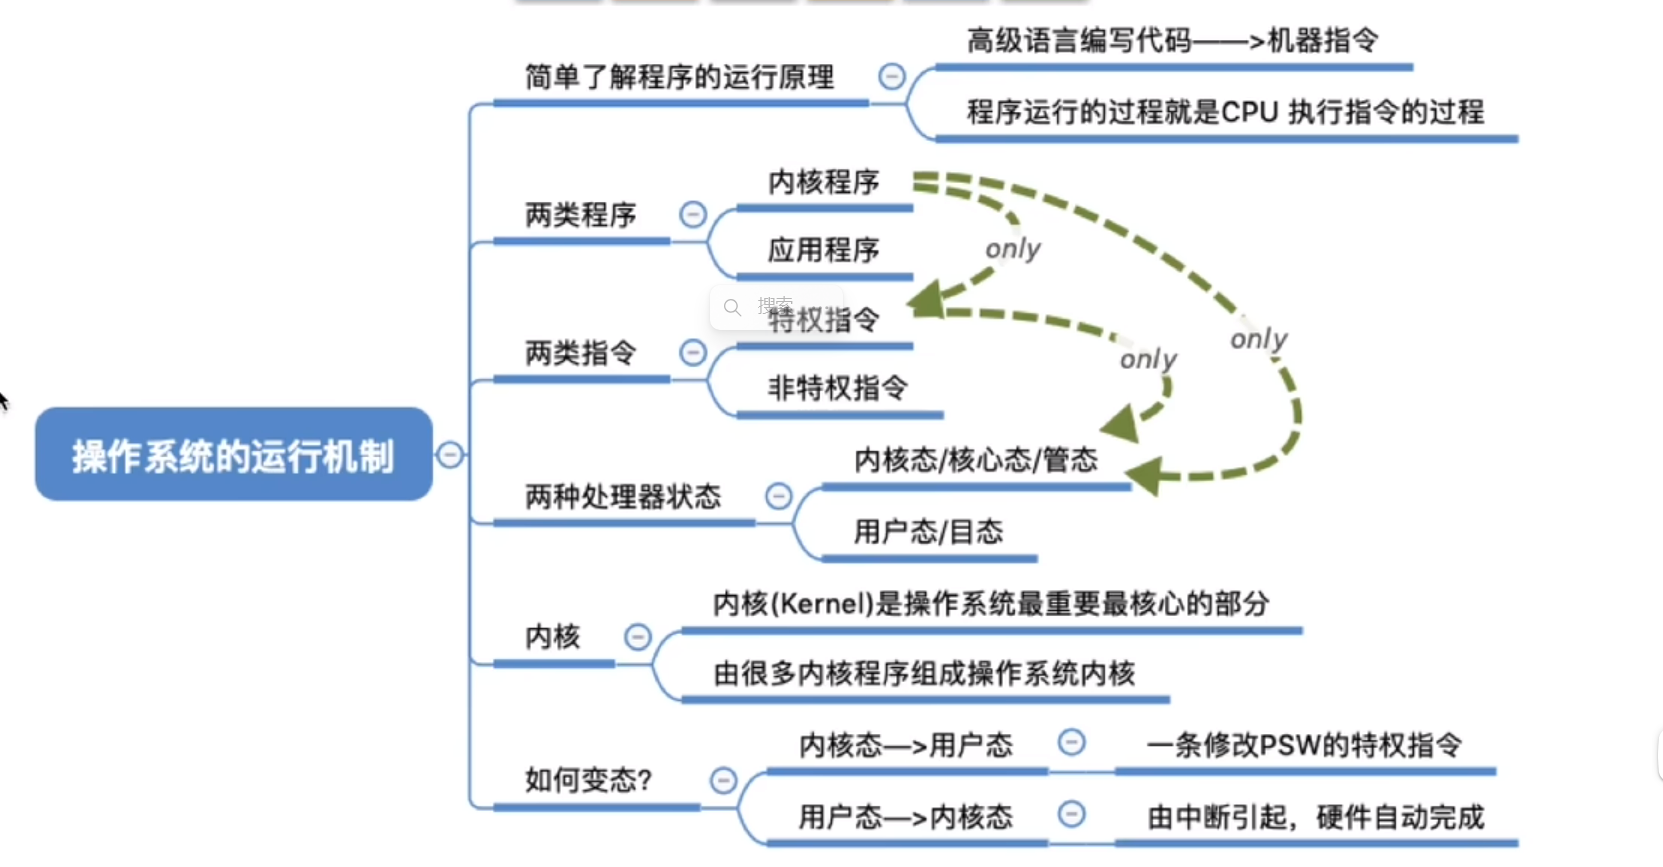 高级语言编写代码——>机器指令
简单了解程序的运行原理
程序运行的过程就是CPU 执行指令的过程
内核程序
两类程序
应用程序
only
搜索
特权指令
两类指令
only
only
非特权指令
操作系统的运行机制
内核态/核心态/管态
两种处理器状态
用户态/目态
内核(Kernel)是操作系统最重要最核心的部分
内核
由很多内核程序组成操作系统内核
内核态—>用户态
一条修改PSW的特权指令
如何变态?
用户态—>内核态
由中断引起，硬件自动完成